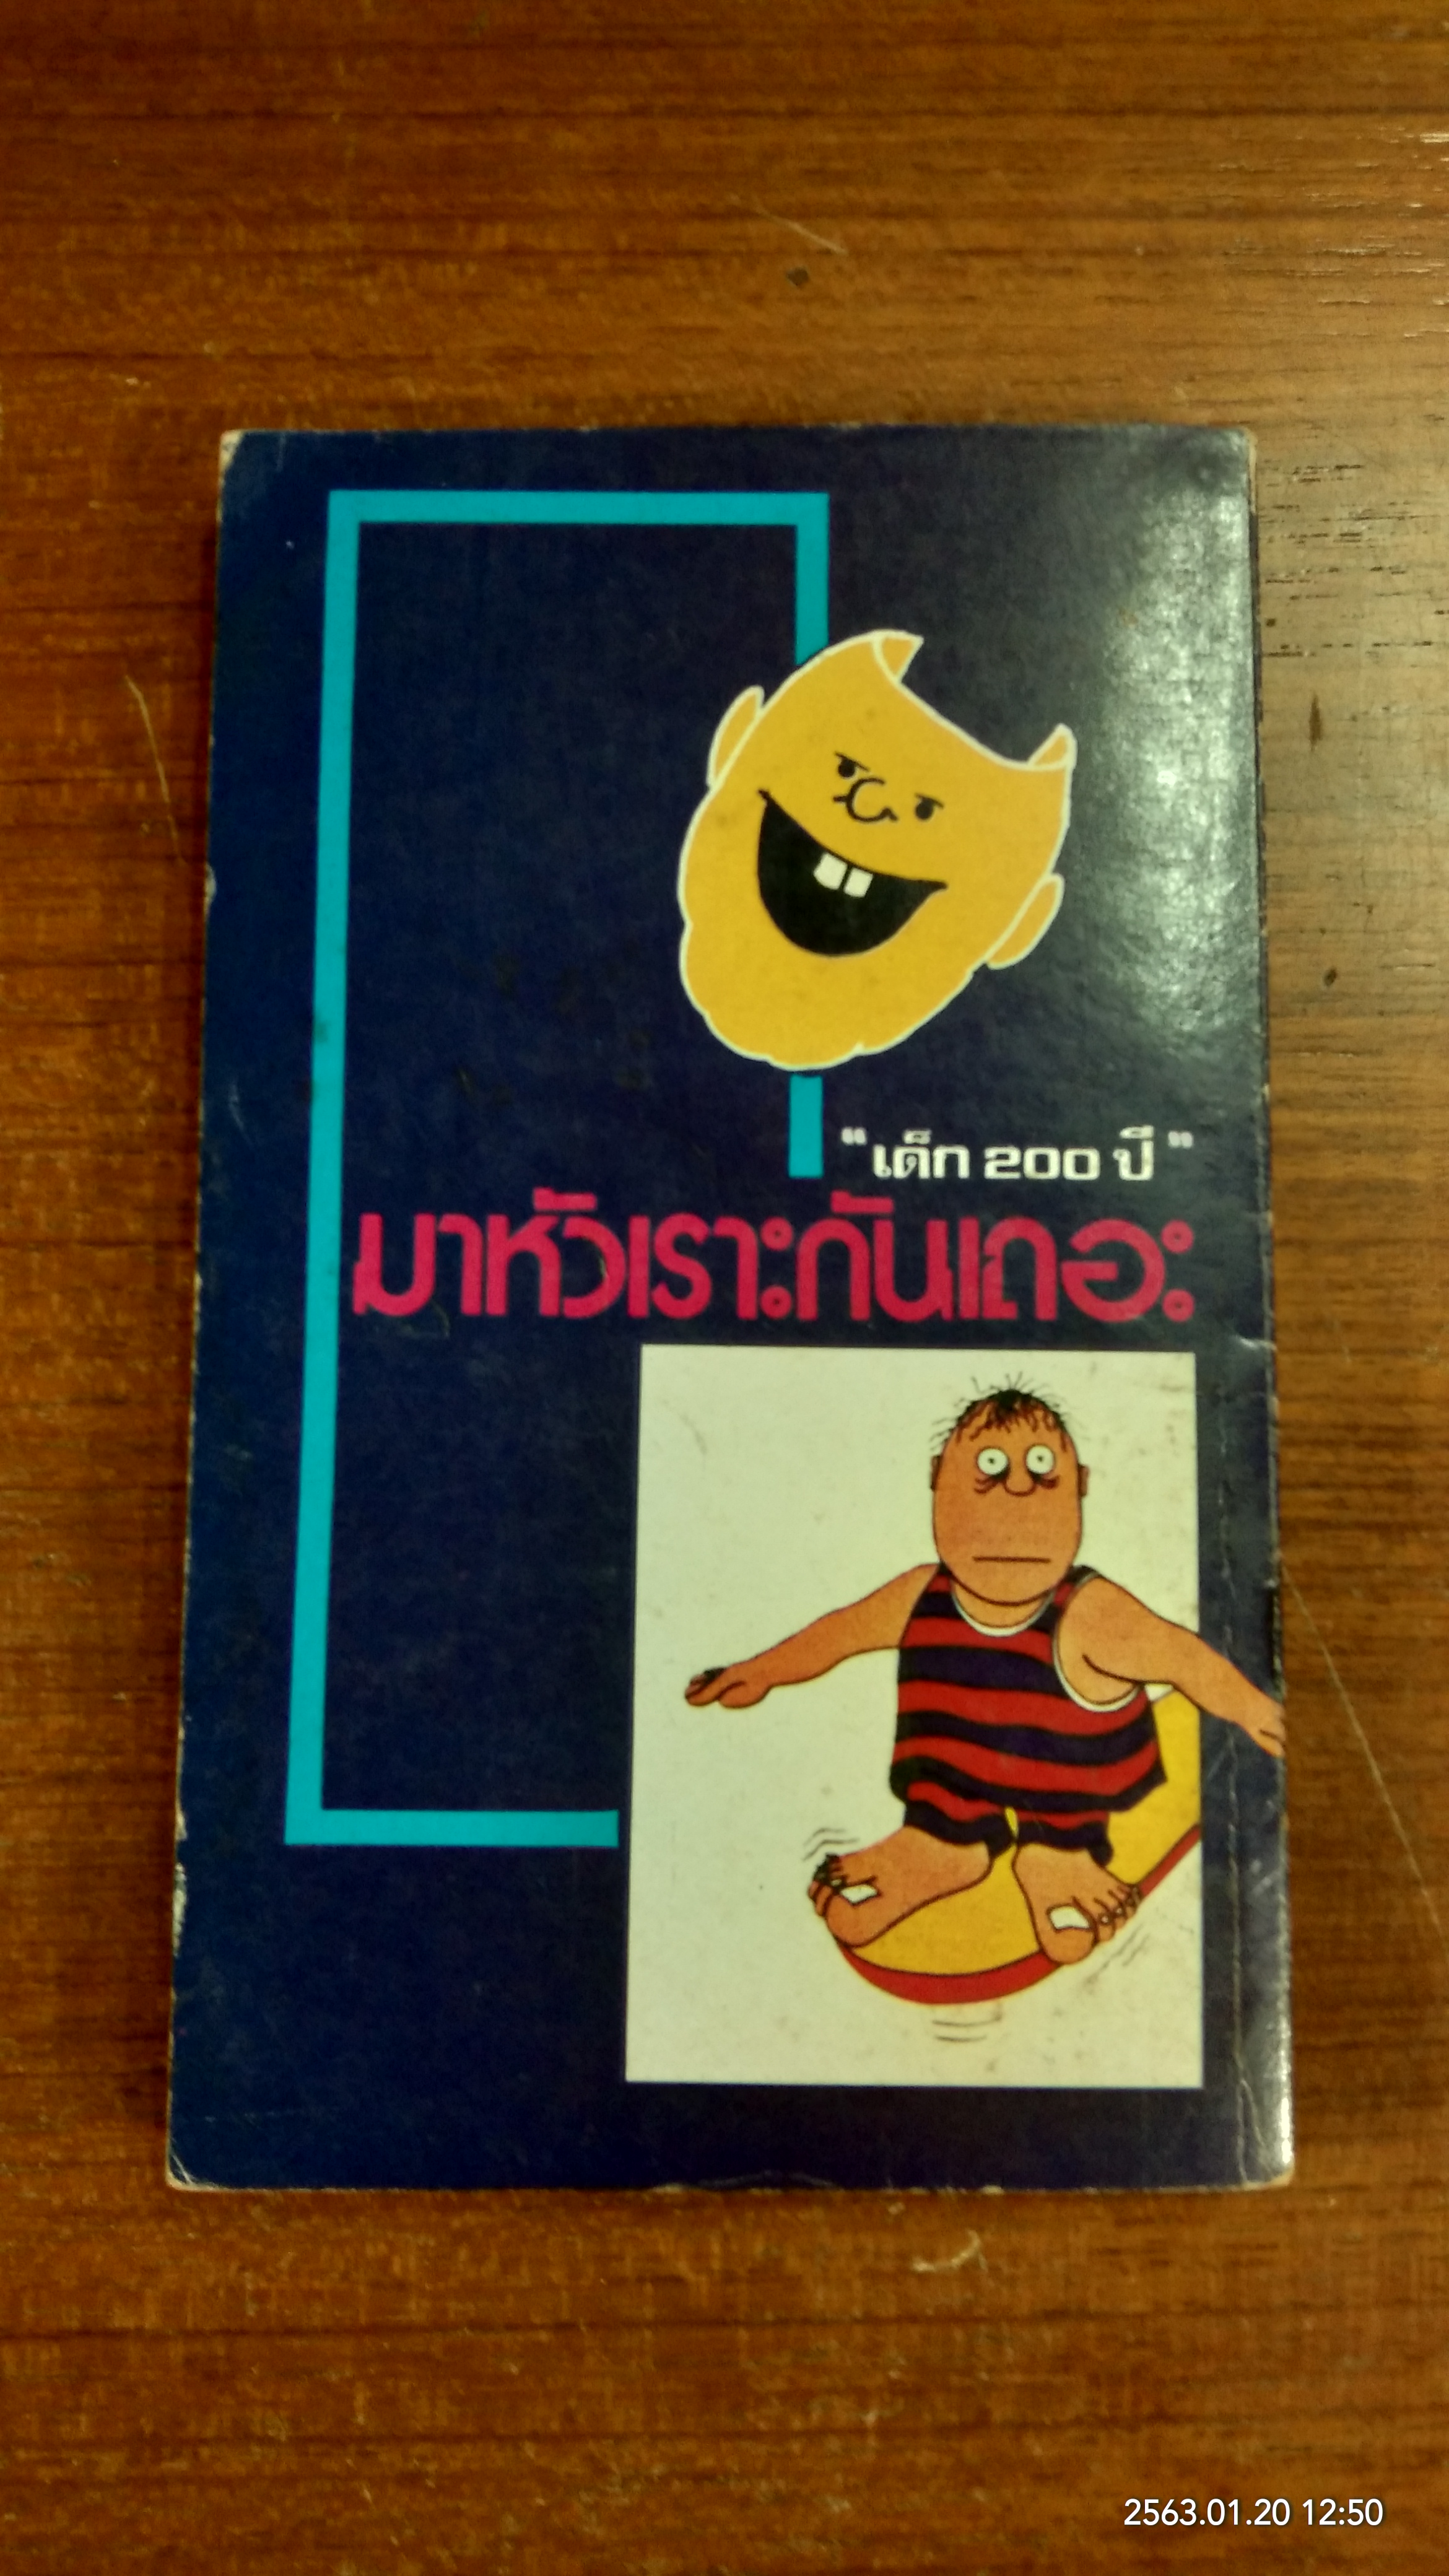 "เด็ก 200 ปี"
มาหัวเราะกันเถอะ
2563.01.20 12:50